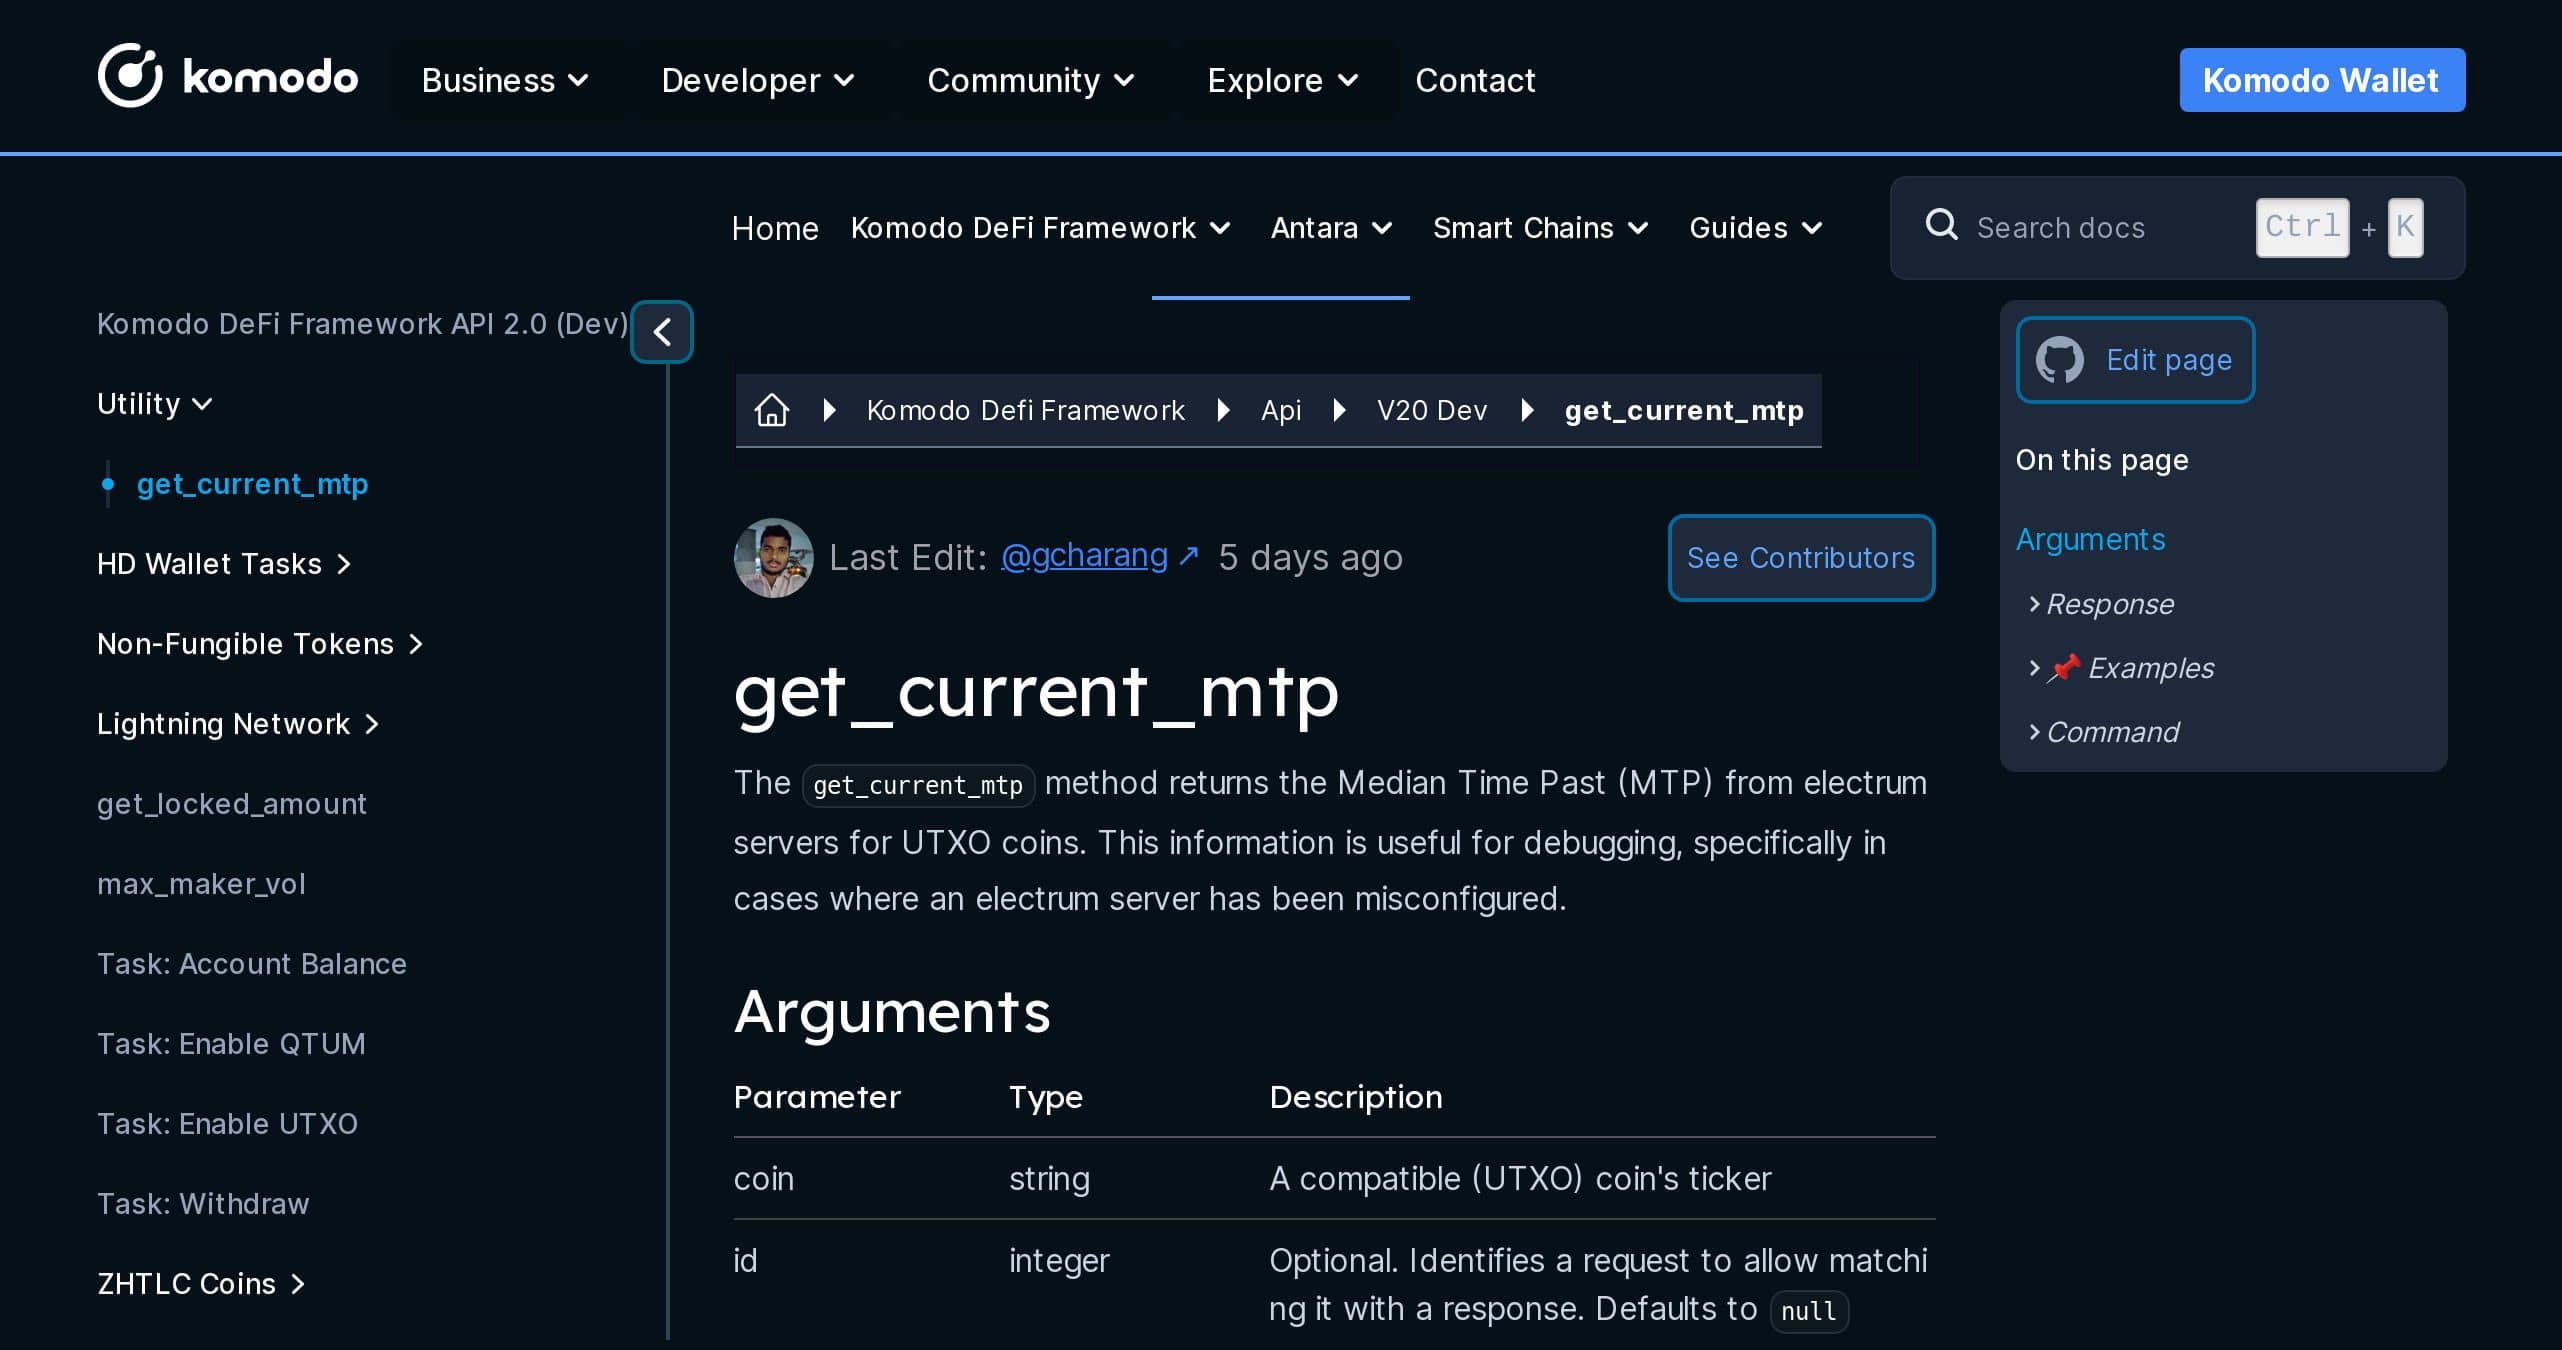 komodo
Business
Developer
Community
Explore
Contact
Komodo Wallet
Home
Komodo DeFi Framework
Antara
Smart Chains
Guides
Search docs
Ctrl + K
Komodo DeFi Framework API 2.0 (Dev)
Utility
get_current_mtp
HD Wallet Tasks
Non-Fungible Tokens
Lightning Network
get_locked_amount
max_maker_vol
Task: Account Balance
Task: Enable QTUM
Task: Enable UTXO
Task: Withdraw
ZHTLC Coins
Komodo Defi Framework
Api
V20 Dev
get_current_mtp
Last Edit: @gcharang ↗ 5 days ago
See Contributors
get_current_mtp
The get_current_mtp method returns the Median Time Past (MTP) from electrum
servers for UTXO coins. This information is useful for debugging, specifically in
cases where an electrum server has been misconfigured.
Arguments
Parameter Type Description
coin string A compatible (UTXO) coin's ticker
id integer Optional. Identifies a request to allow matchi
ng it with a response. Defaults to null
Edit page
On this page
Arguments
Response
📌 Examples
Command